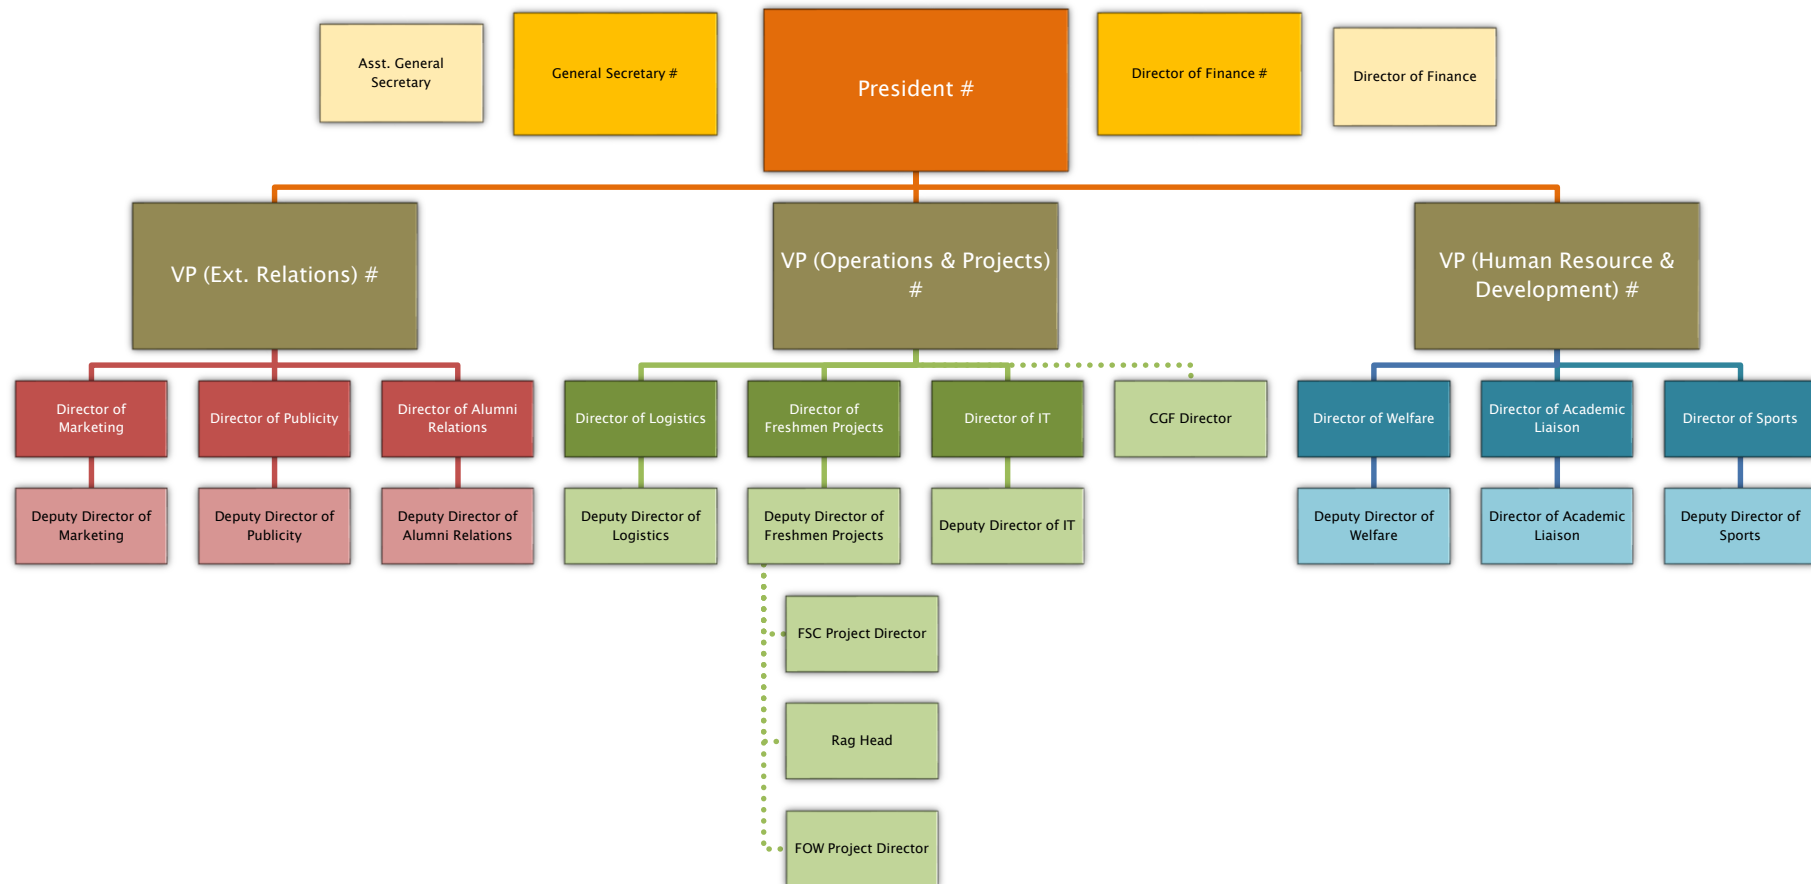 Asst. General
Secretary
General Secretary #
President #
Director of Finance #
Director of Finance
VP (Ext. Relations) #
VP (Operations & Projects)
#
VP (Human Resource &
Development) #
Director of
Marketing
Director of Publicity
Director of Alumni
Relations
Director of Logistics
Director of
Freshmen Projects
Director of IT
CGF Director
Director of Welfare
Director of Academic
Liaison
Director of Sports
Deputy Director of
Marketing
Deputy Director of
Publicity
Deputy Director of
Alumni Relations
Deputy Director of
Logistics
Deputy Director of
Freshmen Projects
Deputy Director of IT
Deputy Director of
Welfare
Director of Academic
Liaison
Deputy Director of
Sports
FSC Project Director
Rag Head
FOW Project Director